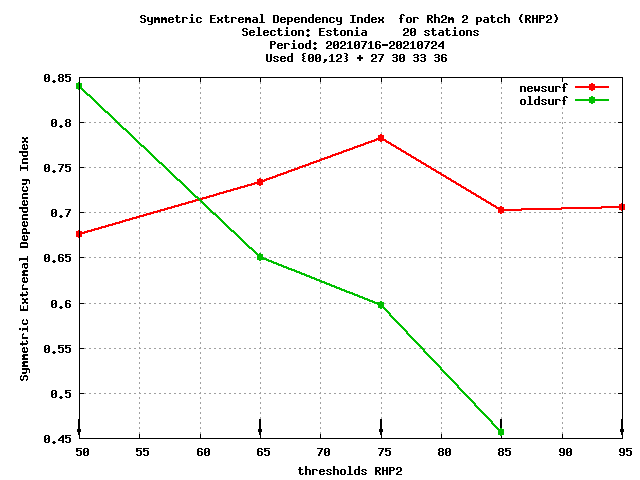 Symmetric Extremal Dependency Index  for Rh2m 2 patch (RHP2)
Selection: Estonia     20 stations
Period: 20210716-20210724
Used {00,12} + 27 30 33 36
newsurf
oldsurf
Symmetric Extremal Dependency Index
0.85
0.8
0.75
0.7
0.65
0.6
0.55
0.5
0.45
50 55 60 65 70 75 80 85 90 95
thresholds RHP2